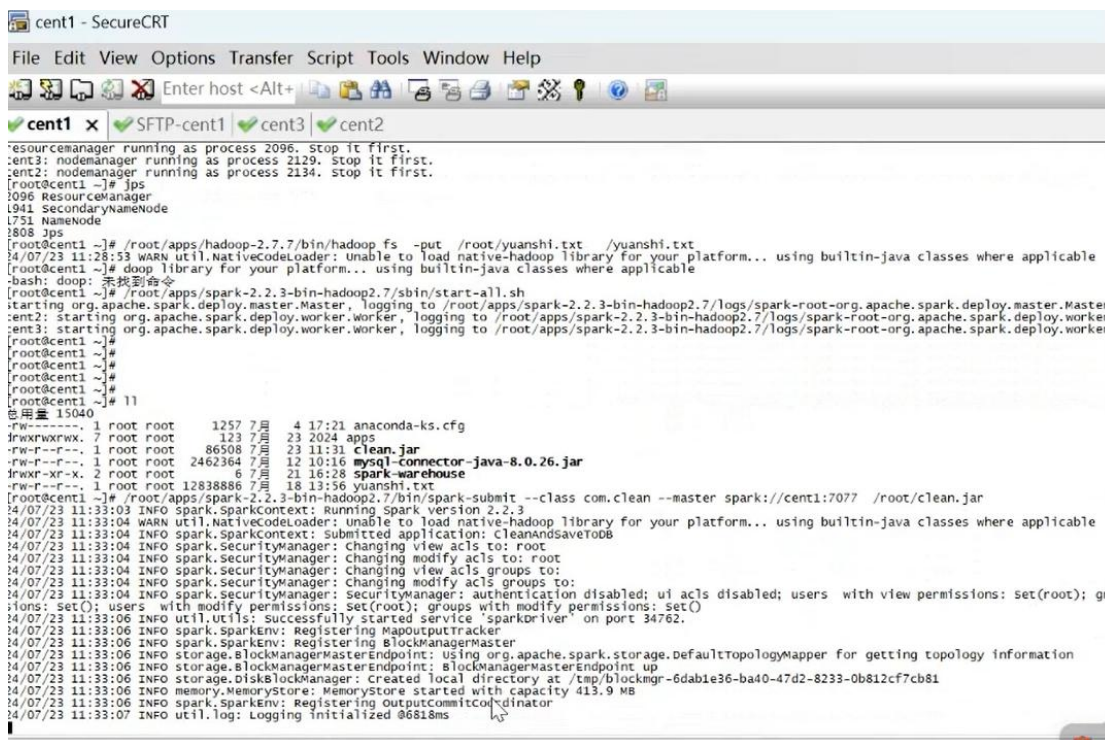 cent1 - SecureCRT
File Edit View Options Transfer Script Tools Window Help
Enter host <Alt+
cent1 x SFTP-cent1 cent3 cent2
esourcemanager running as process 2096. Stop it first.
cent3: nodemanager running as process 2129. Stop it first.
cent2: nodemanager running as process 2134. Stop it first.
[root@cent1 ~]# jps
2096 ResourceManager
1941 SecondaryNameNode
1751 NameNode
2808 Jps
[root@cent1 ~]# /root/apps/hadoop-2.7.7/bin/hadoop fs -put /root/yuanshi.txt /yuanshi.txt
24/07/23 11:28:53 WARN util.NativeCodeLoader: Unable to load native-hadoop library for your platform... using builtin-java classes where applicable
[root@cent1 ~]# doop library for your platform... using builtin-java classes where applicable
-bash: doop: 未找到命令
[root@cent1 ~]# /root/apps/spark-2.2.3-bin-hadoop2.7/sbin/start-all.sh
starting org.apache.spark.deploy.master.Master, logging to /root/apps/spark-2.2.3-bin-hadoop2.7/logs/spark-root-org.apache.spark.deploy.master.Master
cent2: starting org.apache.spark.deploy.worker.Worker, logging to /root/apps/spark-2.2.3-bin-hadoop2.7/logs/spark-root-org.apache.spark.deploy.worker
cent3: starting org.apache.spark.deploy.worker.Worker, logging to /root/apps/spark-2.2.3-bin-hadoop2.7/logs/spark-root-org.apache.spark.deploy.worker
[root@cent1 ~]#
[root@cent1 ~]#
[root@cent1 ~]#
[root@cent1 ~]#
[root@cent1 ~]# ll
总用量 15040
-rw-------. 1 root root 1257 7月 4 17:21 anaconda-ks.cfg
drwxrwxrwx. 7 root root 123 7月 23 2024 apps
-rw-r--r--. 1 root root 86508 7月 23 11:31 clean.jar
-rw-r--r--. 1 root root 2462364 7月 12 10:16 mysql-connector-java-8.0.26.jar
drwxr-xr-x. 2 root root 6 7月 21 16:28 spark-warehouse
-rw-r--r--. 1 root root 12838886 7月 18 13:56 yuanshi.txt
[root@cent1 ~]# /root/apps/spark-2.2.3-bin-hadoop2.7/bin/spark-submit --class com.clean --master spark://cent1:7077 /root/clean.jar
24/07/23 11:33:03 INFO spark.SparkContext: Running Spark version 2.2.3
24/07/23 11:33:04 WARN util.NativeCodeLoader: Unable to load native-hadoop library for your platform... using builtin-java classes where applicable
24/07/23 11:33:04 INFO spark.SparkContext: Submitted application: CleanAndSaveToDB
24/07/23 11:33:04 INFO spark.SecurityManager: Changing view acls to: root
24/07/23 11:33:04 INFO spark.SecurityManager: Changing modify acls to: root
24/07/23 11:33:04 INFO spark.SecurityManager: Changing view acls groups to:
24/07/23 11:33:04 INFO spark.SecurityManager: Changing modify acls groups to:
24/07/23 11:33:04 INFO spark.SecurityManager: SecurityManager: authentication disabled; ui acls disabled; users with view permissions: Set(root); g
sions: Set(); users with modify permissions: Set(root); groups with modify permissions: Set()
24/07/23 11:33:06 INFO util.Utils: Successfully started service 'sparkDriver' on port 34762.
24/07/23 11:33:06 INFO spark.SparkEnv: Registering MapOutputTracker
24/07/23 11:33:06 INFO spark.SparkEnv: Registering BlockManagerMaster
24/07/23 11:33:06 INFO storage.BlockManagerMasterEndpoint: Using org.apache.spark.storage.DefaultTopologyMapper for getting topology information
24/07/23 11:33:06 INFO storage.BlockManagerMasterEndpoint: BlockManagerMasterEndpoint up
24/07/23 11:33:06 INFO storage.DiskBlockManager: Created local directory at /tmp/blockmgr-6dab1e36-ba40-47d2-8233-0b812cf7cb81
24/07/23 11:33:06 INFO memory.MemoryStore: MemoryStore started with capacity 413.9 MB
24/07/23 11:33:06 INFO spark.SparkEnv: Registering OutputCommitCoordinator
24/07/23 11:33:07 INFO util.log: Logging initialized @6818ms